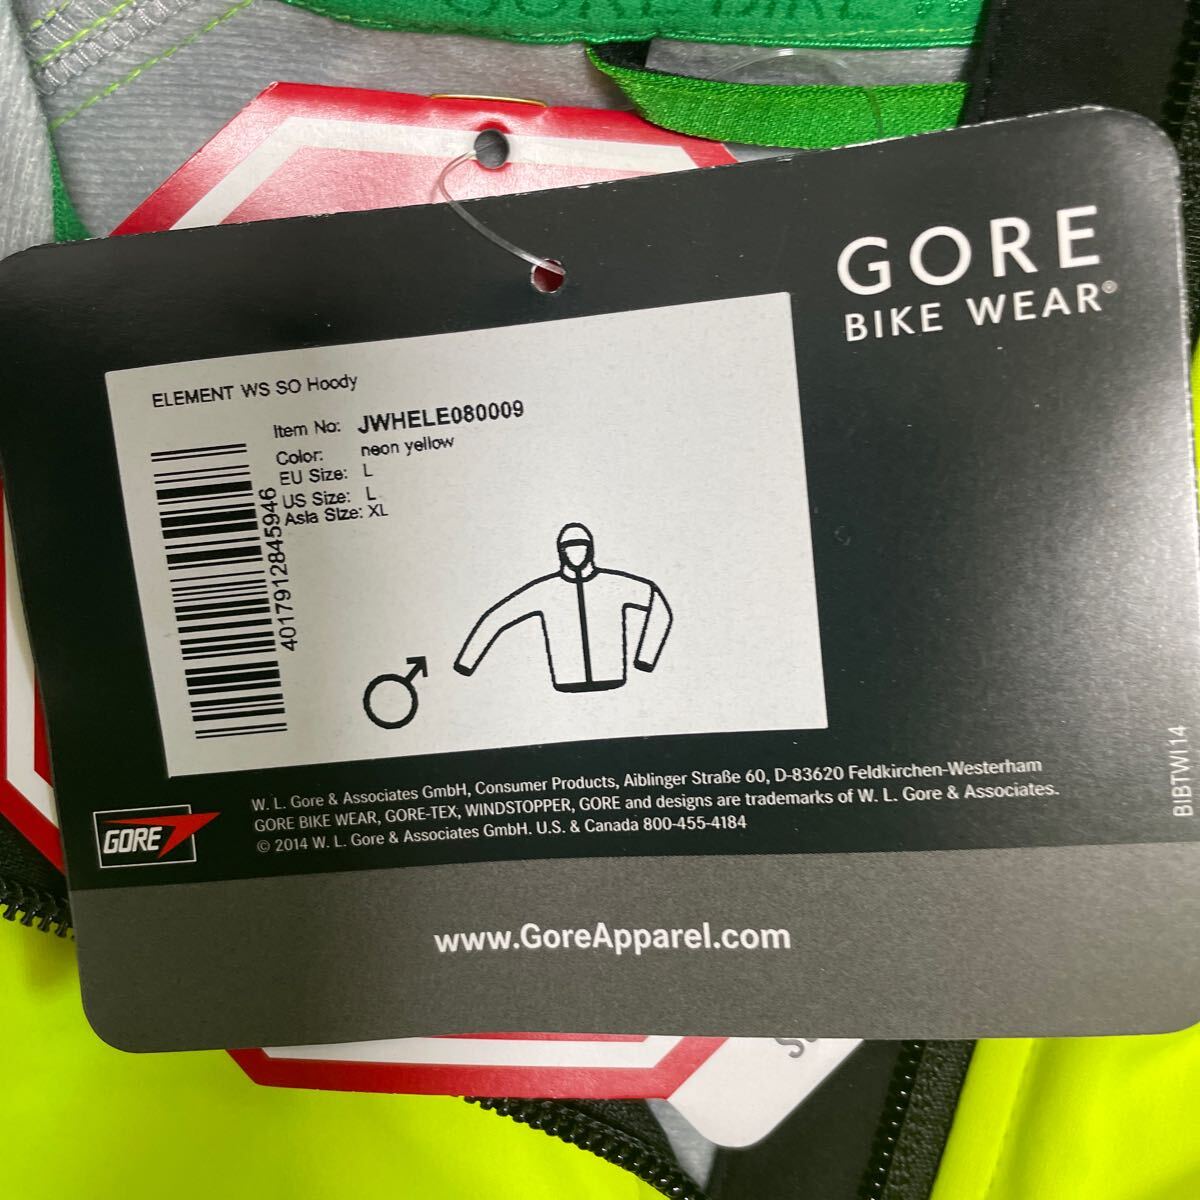 GORE BIKE
GORE
BIKE WEAR®
ELEMENT WS SO Hoody
Item No: JWHELE080009
Color: neon yellow
EU Size: L
US Size: L
Asia Size: XL
4017912845946
W. L. Gore & Associates GmbH, Consumer Products, Aiblinger Straße 60, D-83620 Feldkirchen-Westerham
GORE BIKE WEAR, GORE-TEX, WINDSTOPPER, GORE and designs are trademarks of W. L. Gore & Associates.
© 2014 W. L. Gore & Associates GmbH. U.S. & Canada 800-455-4184
GORE
BIBTWI14
www.GoreApparel.com